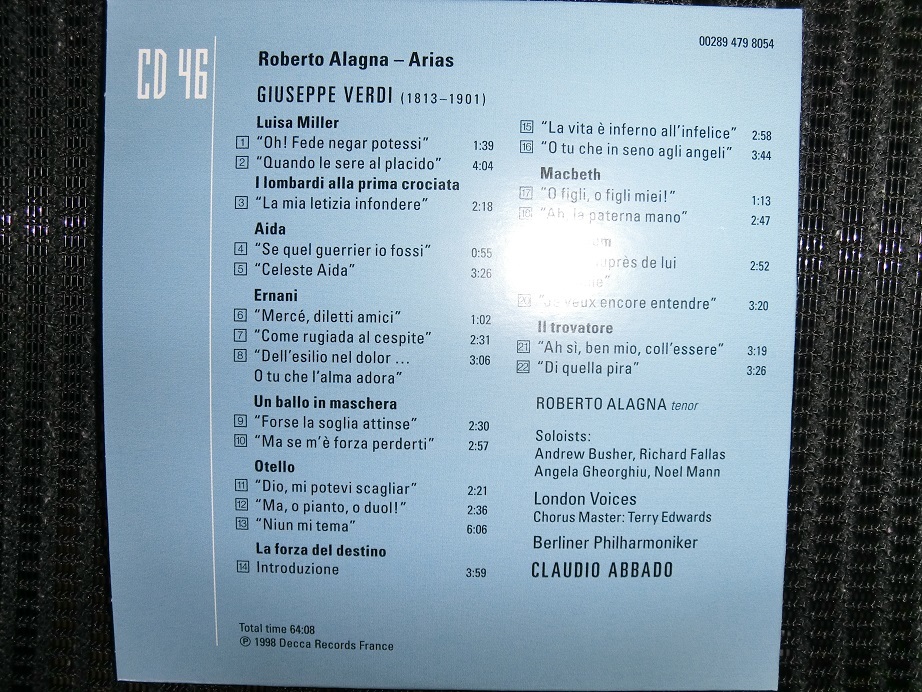 CD 46
00289 479 8054
Roberto Alagna – Arias
GIUSEPPE VERDI (1813–1901)
Luisa Miller
1 "Oh! Fede negar potessi" 1:39
2 "Quando le sere al placido" 4:04
I lombardi alla prima crociata
3 "La mia letizia infondere" 2:18
Aida
4 "Se quel guerrier io fossi" 0:55
5 "Celeste Aida" 3:26
Ernani
6 "Mercé, diletti amici" 1:02
7 "Come rugiada al cespite" 2:31
8 "Dell'esilio nel dolor ... 3:06
O tu che l'alma adora"
Un ballo in maschera
9 "Forse la soglia attinse" 2:30
10 "Ma se m'è forza perderti" 2:57
Otello
11 "Dio, mi potevi scagliar" 2:21
12 "Ma, o pianto, o duol!" 2:36
13 "Niun mi tema" 6:06
La forza del destino
14 Introduzione 3:59
15 "La vita è inferno all'infelice" 2:58
16 "O tu che in seno agli angeli" 3:44
Macbeth
17 "O figli, o figli miei!" 1:13
18 "Ah, la paterna mano" 2:47
de lui 2:52
20 "Je veux encore entendre" 3:20
Il trovatore
21 "Ah sì, ben mio, coll'essere" 3:19
22 "Di quella pira" 3:26
ROBERTO ALAGNA tenor
Soloists:
Andrew Busher, Richard Fallas
Angela Gheorghiu, Noel Mann
London Voices
Chorus Master: Terry Edwards
Berliner Philharmoniker
CLAUDIO ABBADO
Total time 64:08
℗ 1998 Decca Records France